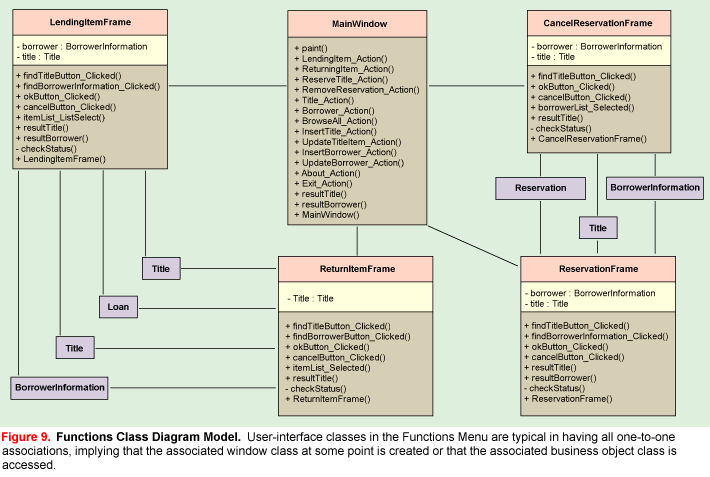 LendingItemFrame
- borrower : BorrowerInformation
- title : Title
+ findTitleButton_Clicked()
+ findBorrowerInformation_Clicked()
+ okButton_Clicked()
+ cancelButton_Clicked()
+ itemList_ListSelect()
+ resultTitle()
+ resultBorrower()
- checkStatus()
+ LendingItemFrame()
MainWindow
+ paint()
+ LendingItem_Action()
+ ReturningItem_Action()
+ ReserveTitle_Action()
+ RemoveReservation_Action()
+ Title_Action()
+ Borrower_Action()
+ BrowseAll_Action()
+ InsertTitle_Action()
+ UpdateTitleItem_Action()
+ InsertBorrower_Action()
+ UpdateBorrower_Action()
+ About_Action()
+ Exit_Action()
+ resultTitle()
+ resultBorrower()
+ MainWindow()
CancelReservationFrame
- borrower : BorrowerInformation
- title : Title
+ findTitleButton_Clicked()
+ okButton_Clicked()
+ cancelButton_Clicked()
+ borrowerList_Selected()
+ resultTitle()
- checkStatus()
+ CancelReservationFrame()
Reservation
BorrowerInformation
Title
Title
Loan
Title
BorrowerInformation
ReturnItemFrame
- Title : Title
+ findTitleButton_Clicked()
+ findBorrowerButton_Clicked()
+ okButton_Clicked()
+ cancelButton_Clicked()
+ itemList_Selected()
+ resultTitle()
- checkStatus()
+ ReturnItemFrame()
ReservationFrame
- borrower : BorrowerInformation
- title : Title
+ findTitleButton_Clicked()
+ findBorrowerInformation_Clicked()
+ okButton_Clicked()
+ cancelButton_Clicked()
+ resultTitle()
+ resultBorrower()
- checkStatus()
+ ReservationFrame()
Figure 9. Functions Class Diagram Model. User-interface classes in the Functions Menu are typical in having all one-to-one
associations, implying that the associated window class at some point is created or that the associated business object class is
accessed.